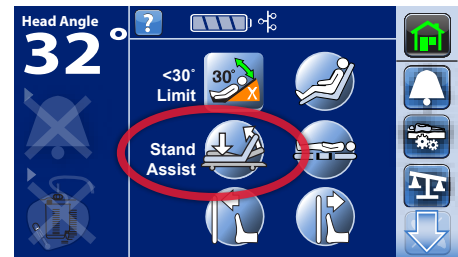 Head Angle
32°
?
<30°
Limit
30°
X
Stand
Assist